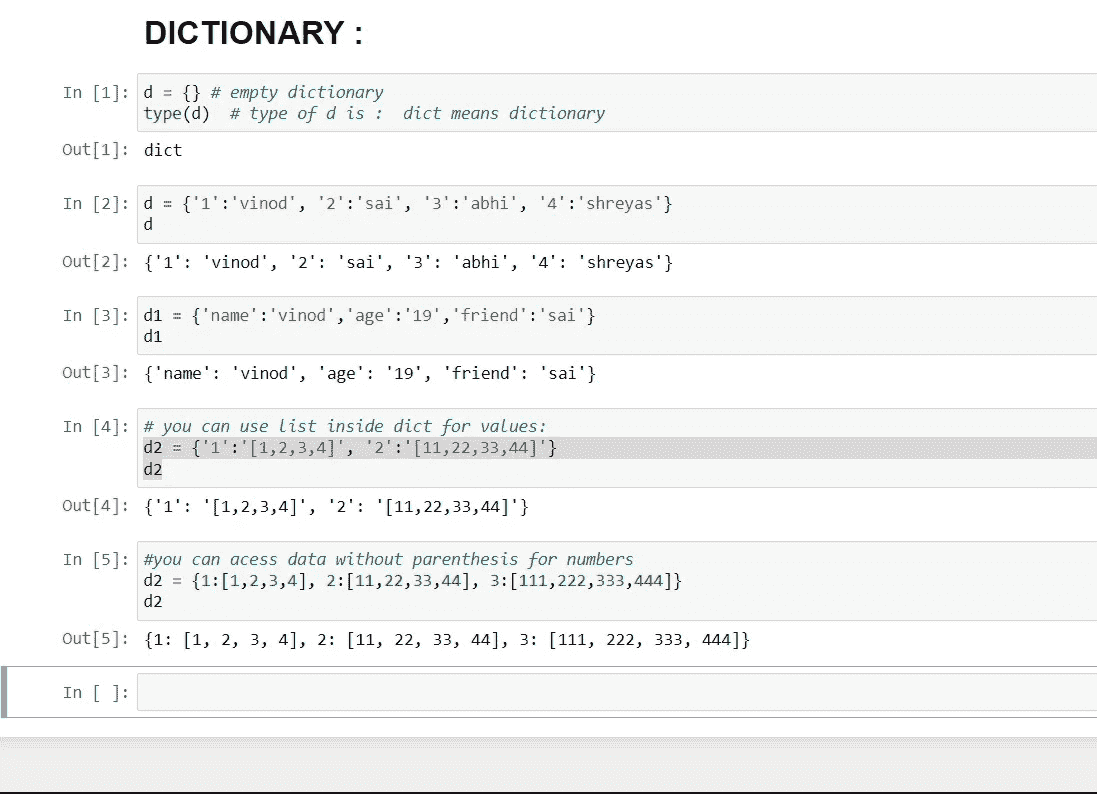 DICTIONARY :
In [1]: d = {} # empty dictionary
type(d)  # type of d is :  dict means dictionary
Out[1]: dict
In [2]: d = {'1':'vinod', '2':'sai', '3':'abhi', '4':'shreyas'}
d
Out[2]: {'1': 'vinod', '2': 'sai', '3': 'abhi', '4': 'shreyas'}
In [3]: d1 = {'name':'vinod','age':'19','friend':'sai'}
d1
Out[3]: {'name': 'vinod', 'age': '19', 'friend': 'sai'}
In [4]: # you can use list inside dict for values:
d2 = {'1':'[1,2,3,4]', '2':'[11,22,33,44]'}
d2
Out[4]: {'1': '[1,2,3,4]', '2': '[11,22,33,44]'}
In [5]: #you can acess data without parenthesis for numbers
d2 = {1:[1,2,3,4], 2:[11,22,33,44], 3:[111,222,333,444]}
d2
Out[5]: {1: [1, 2, 3, 4], 2: [11, 22, 33, 44], 3: [111, 222, 333, 444]}
In [ ]: